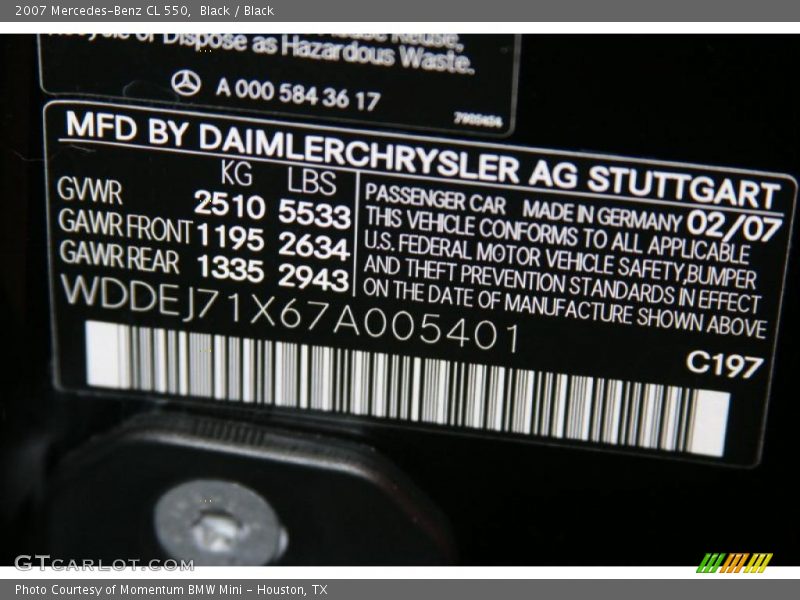 2007 Mercedes-Benz CL 550, Black / Black
or Dispose as Hazardous Waste.
A 000 584 36 17
MFD BY DAIMLERCHRYSLER AG STUTTGART
KG LBS
GVWR 2510 5533
GAWR FRONT 1195 2634
GAWR REAR 1335 2943
PASSENGER CAR MADE IN GERMANY 02/07
THIS VEHICLE CONFORMS TO ALL APPLICABLE
U.S. FEDERAL MOTOR VEHICLE SAFETY,BUMPER
AND THEFT PREVENTION STANDARDS IN EFFECT
ON THE DATE OF MANUFACTURE SHOWN ABOVE
WDDEJ71X67A005401
C197
GTCARLOT.COM
Photo Courtesy of Momentum BMW Mini - Houston, TX